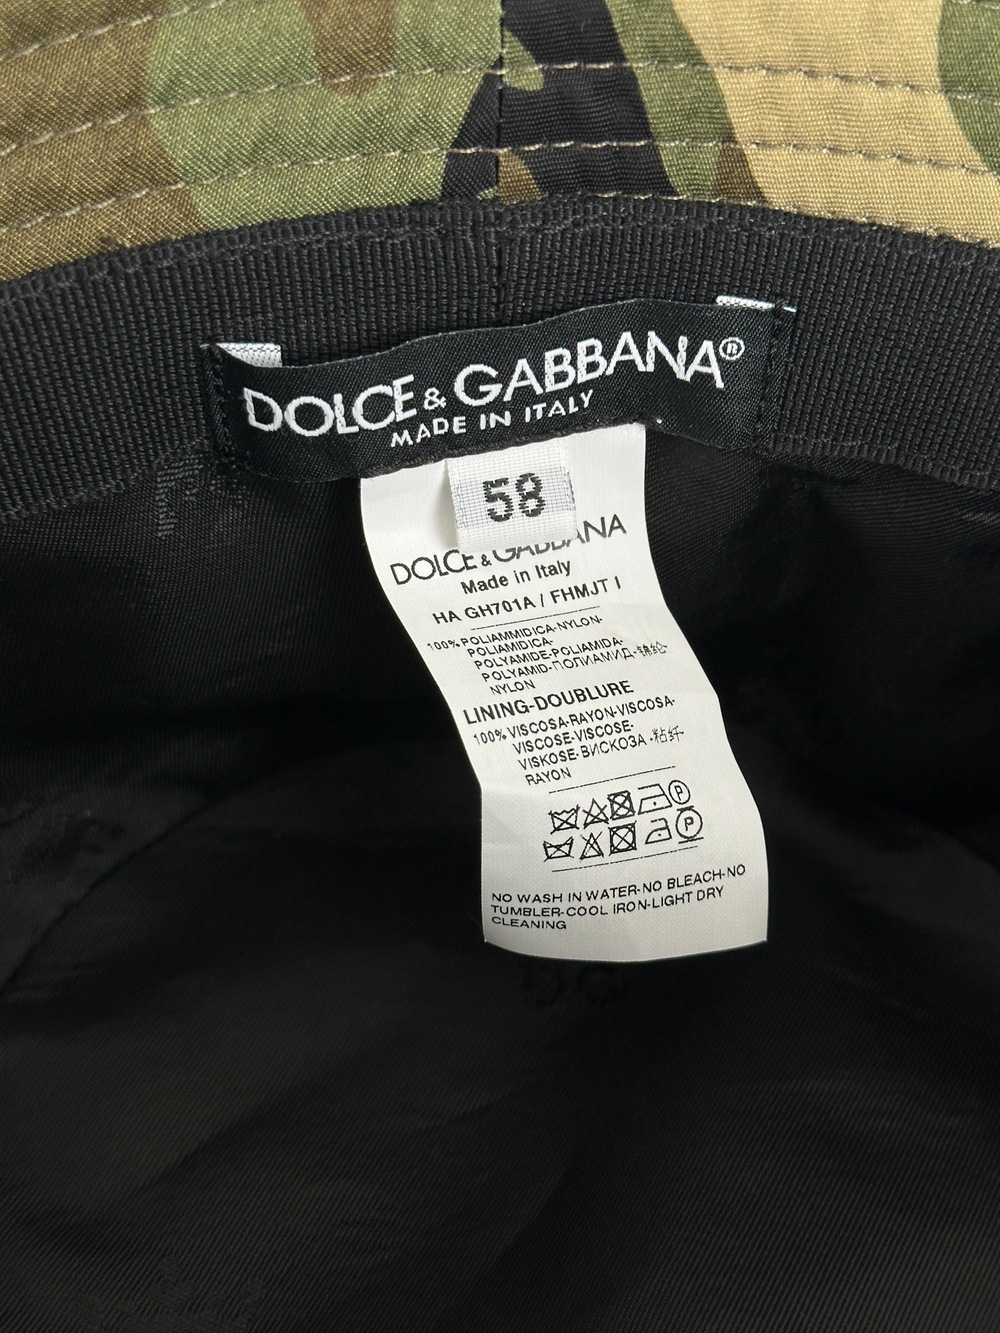 DOLCE & GABBANA®
MADE IN ITALY
58
DOLCE & GABBANA
Made in Italy
HA GH701A / FHMJT I
100% POLIAMMIDICA-NYLON-
POLIAMIDICA-
POLYAMIDE-POLIAMIDA-
POLYAMID-ПОЛИАМИД-锦纶-
NYLON
LINING-DOUBLURE
100% VISCOSA-RAYON-VISCOSA-
VISCOSE-VISCOSE-
VISKOSE-ВИСКОЗА-粘纤-
RAYON
P
P
NO WASH IN WATER-NO BLEACH-NO
TUMBLER-COOL IRON-LIGHT DRY
CLEANING